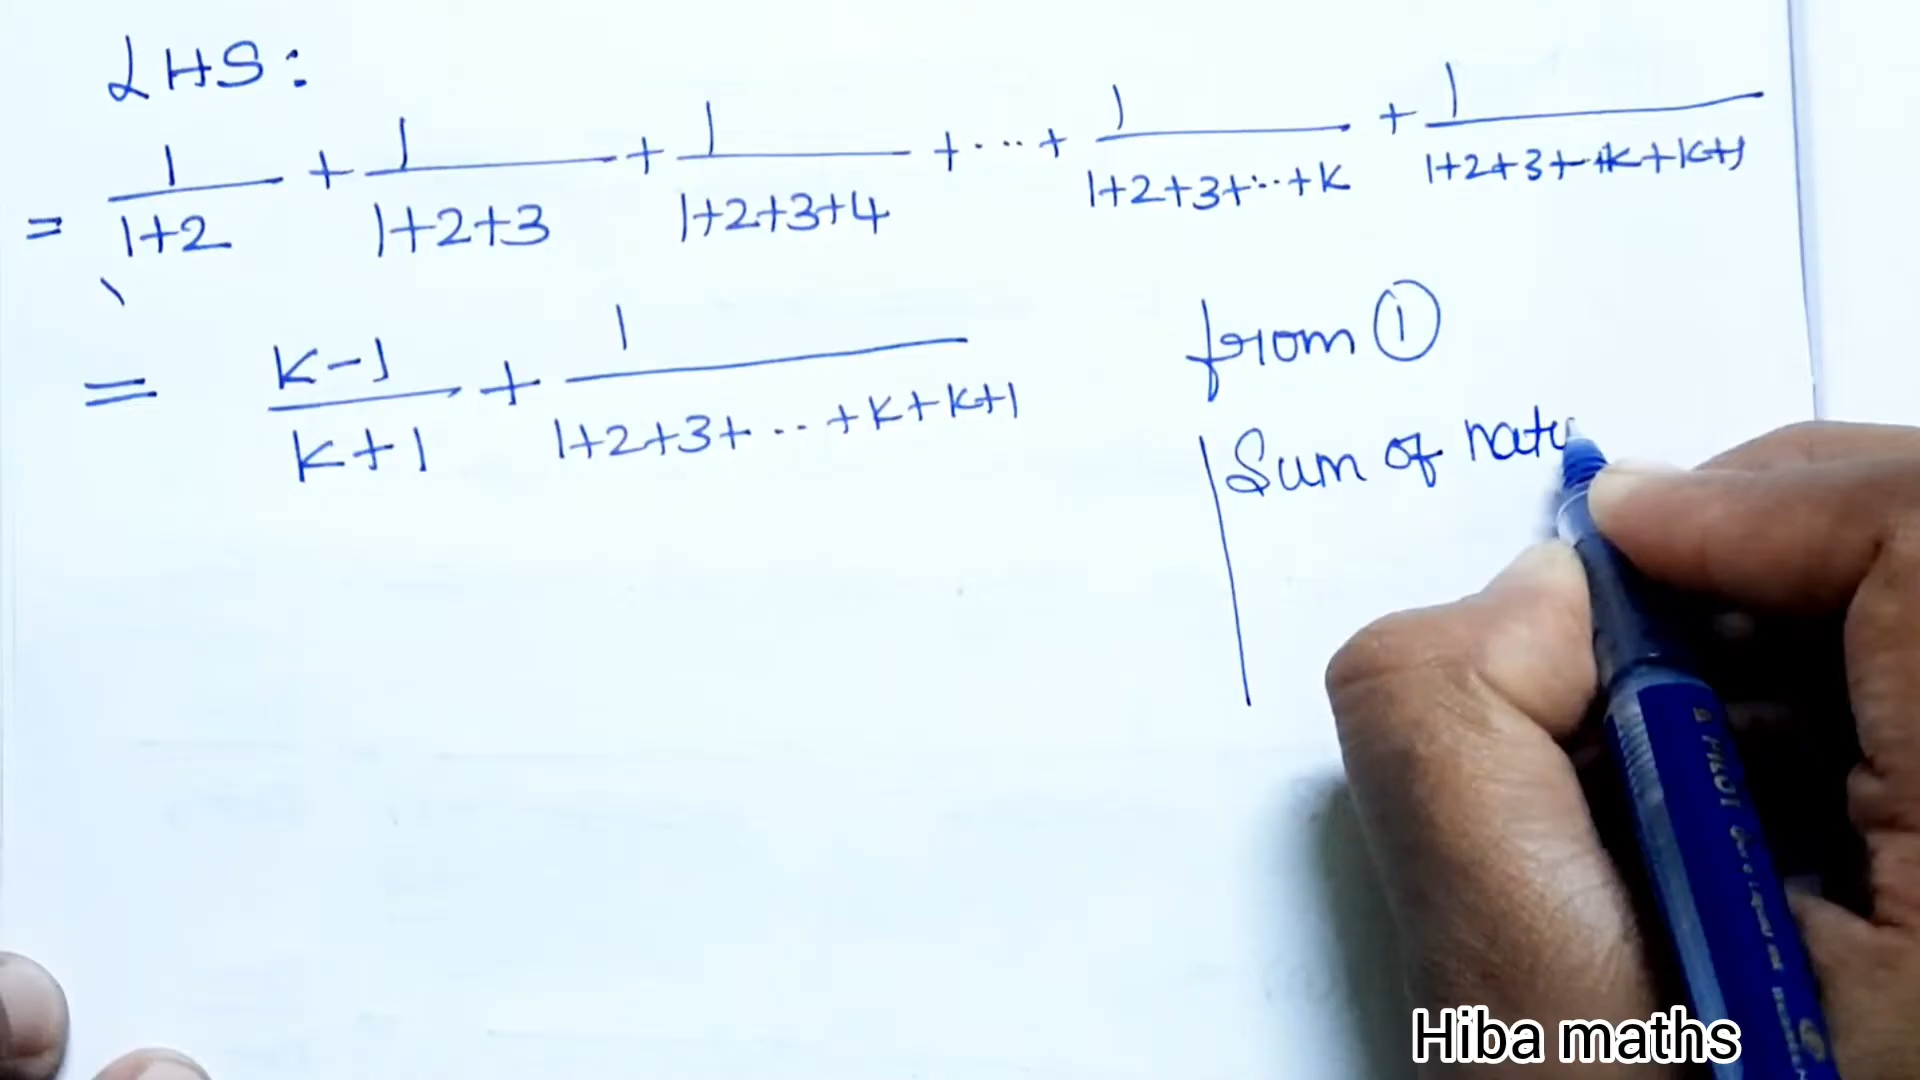 LHS:
= 1/(1+2) + 1/(1+2+3) + 1/(1+2+3+4) + ... + 1/(1+2+3+...+k) + 1/(1+2+3+...+k+k+1)
= (k-1)/(k+1) + 1/(1+2+3+...+k+k+1) from ①
Sum of natu
Hiba maths